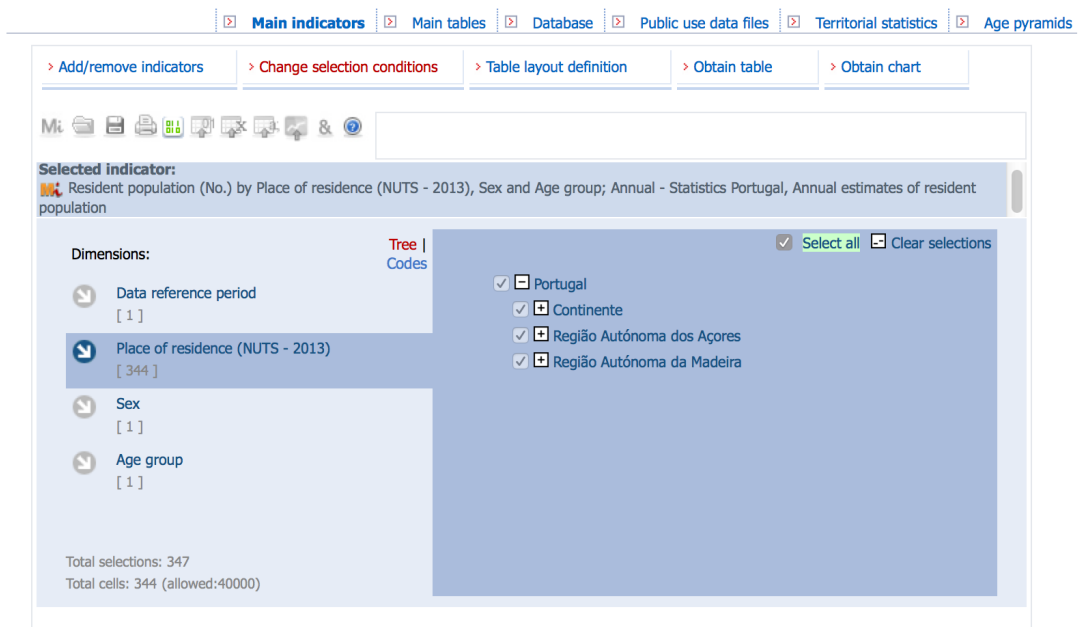 Main indicators Main tables Database Public use data files Territorial statistics Age pyramids
Add/remove indicators Change selection conditions Table layout definition Obtain table Obtain chart
Mi &
Selected indicator:
Resident population (No.) by Place of residence (NUTS - 2013), Sex and Age group; Annual - Statistics Portugal, Annual estimates of resident
population
Dimensions:
Tree |
Codes
Select all Clear selections
Data reference period
[ 1 ]
Place of residence (NUTS - 2013)
[ 344 ]
Sex
[ 1 ]
Age group
[ 1 ]
Portugal
Continente
Região Autónoma dos Açores
Região Autónoma da Madeira
Total selections: 347
Total cells: 344 (allowed:40000)